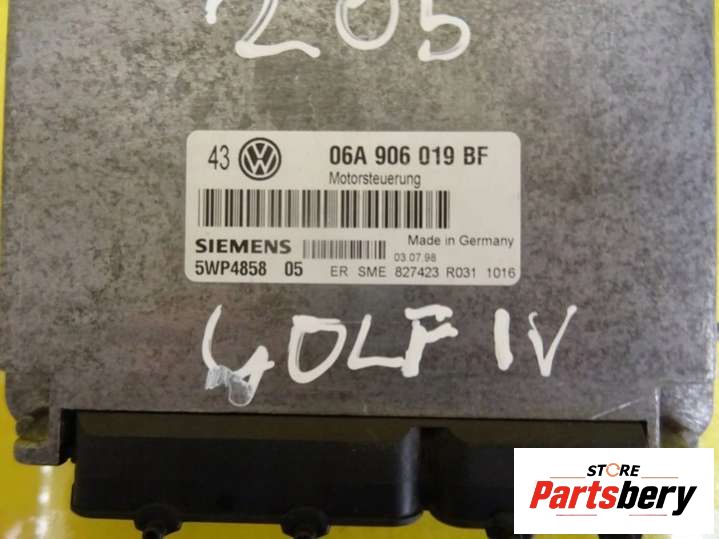 205
43 VW 06A 906 019 BF
Motorsteuerung
SIEMENS 03.07.98 Made in Germany
5WP4858 05 ER SME 827423 R031 1016
GOLF IV
STORE
Partsbery